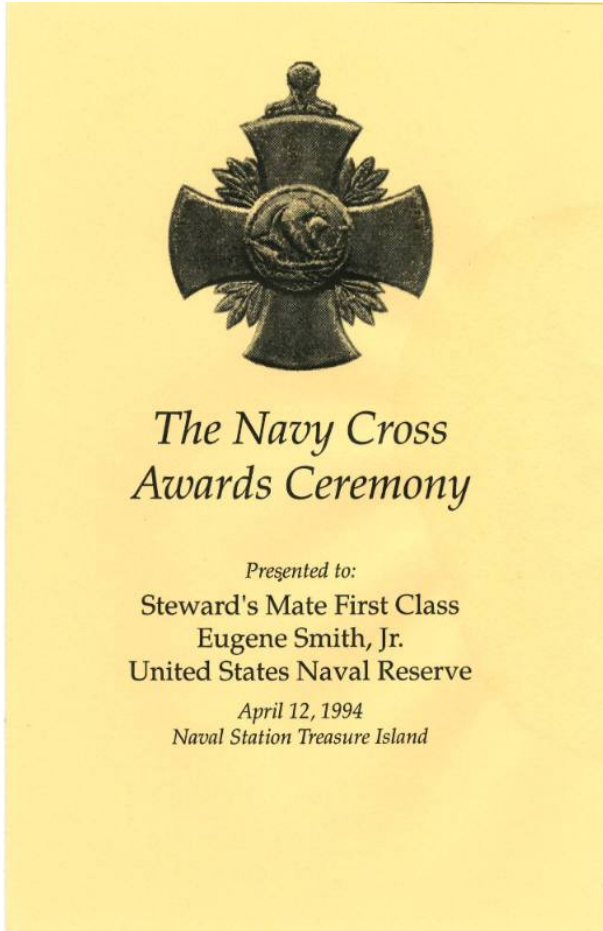 The Navy Cross
Awards Ceremony
Presented to:
Steward's Mate First Class
Eugene Smith, Jr.
United States Naval Reserve
April 12, 1994
Naval Station Treasure Island